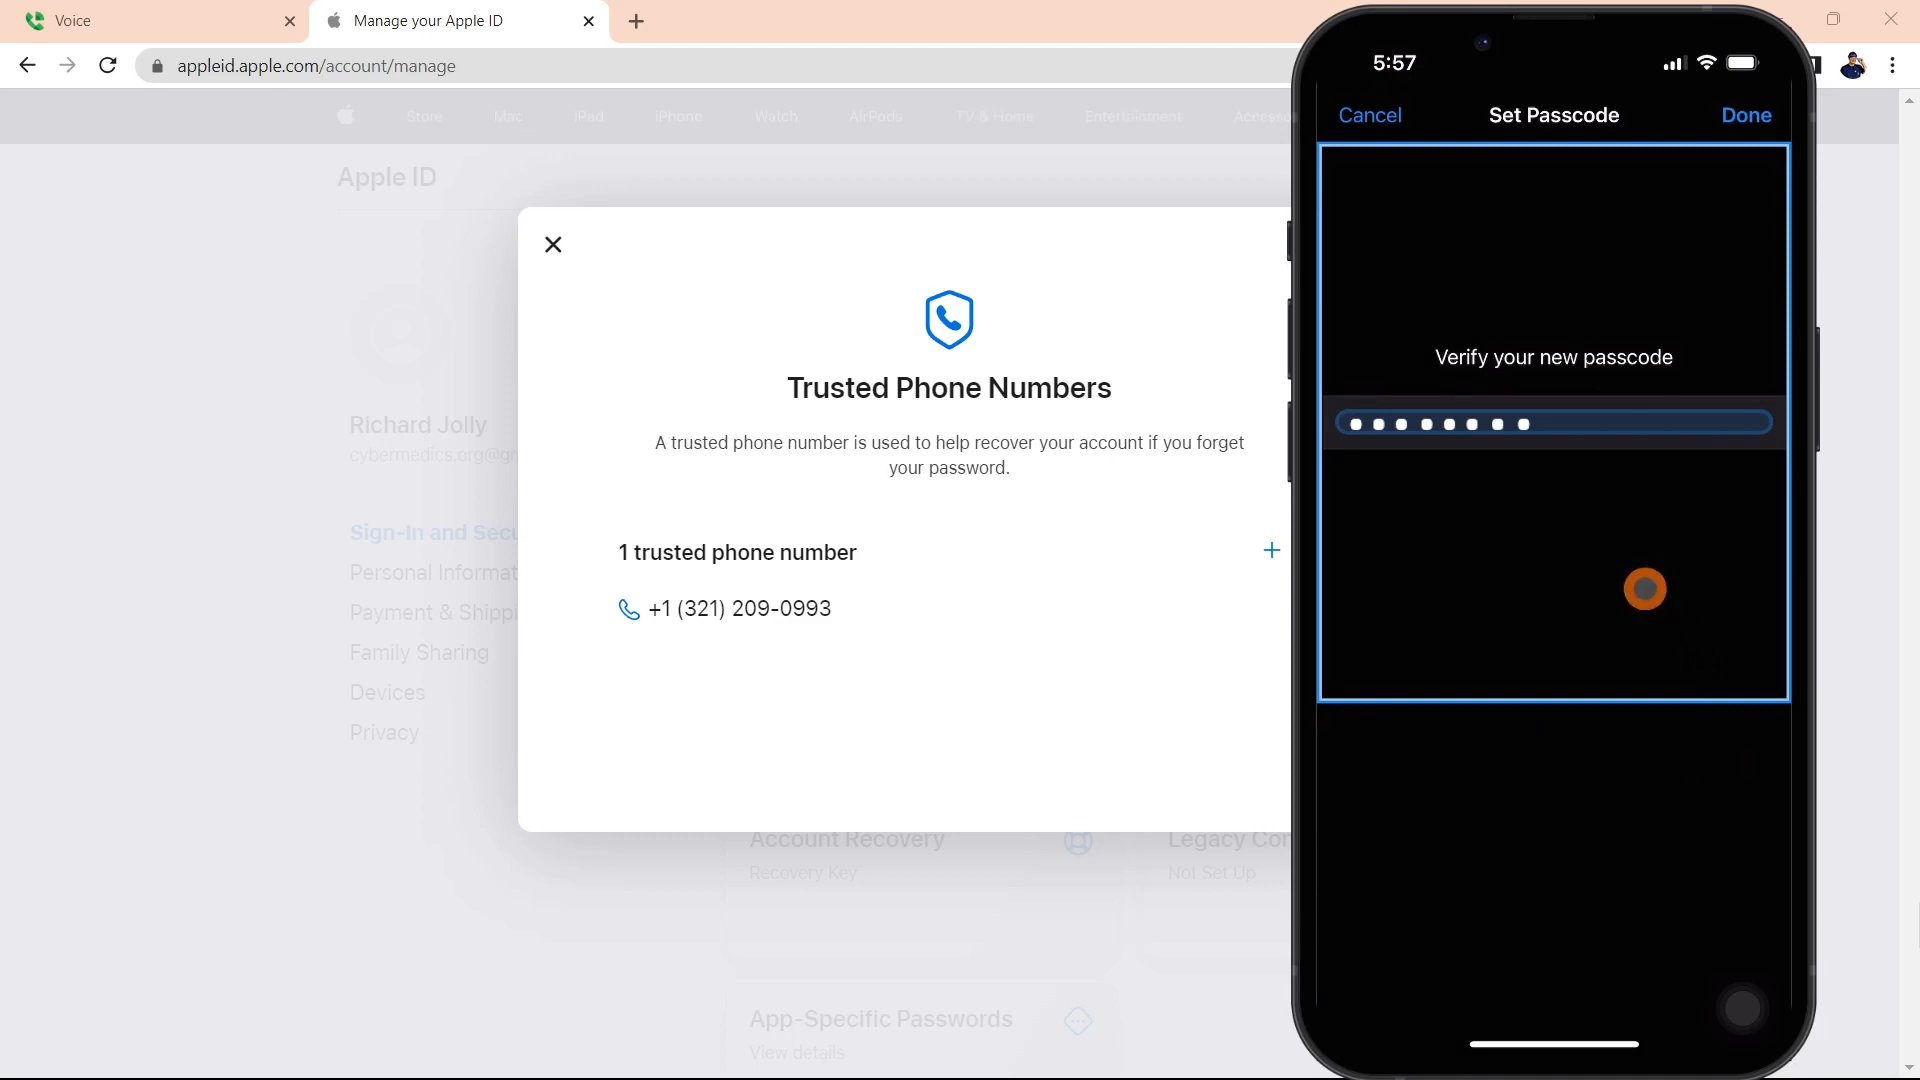 Voice
Manage your Apple ID
appleid.apple.com/account/manage
Store Mac iPad iPhone Watch AirPods TV & Home Entertainment
Apple ID
Richard Jolly
Sign-In and
Personal
Payment &
Family Sharing
Devices
Privacy
Trusted Phone Numbers
A trusted phone number is used to help recover your account if you forget
your password.
1 trusted phone number
+1 (321) 209-0993
Account Recovery
Recovery Key
Legacy
Not Set Up
App-Specific Passwords
View details
5:57
Cancel Set Passcode Done
Verify your new passcode